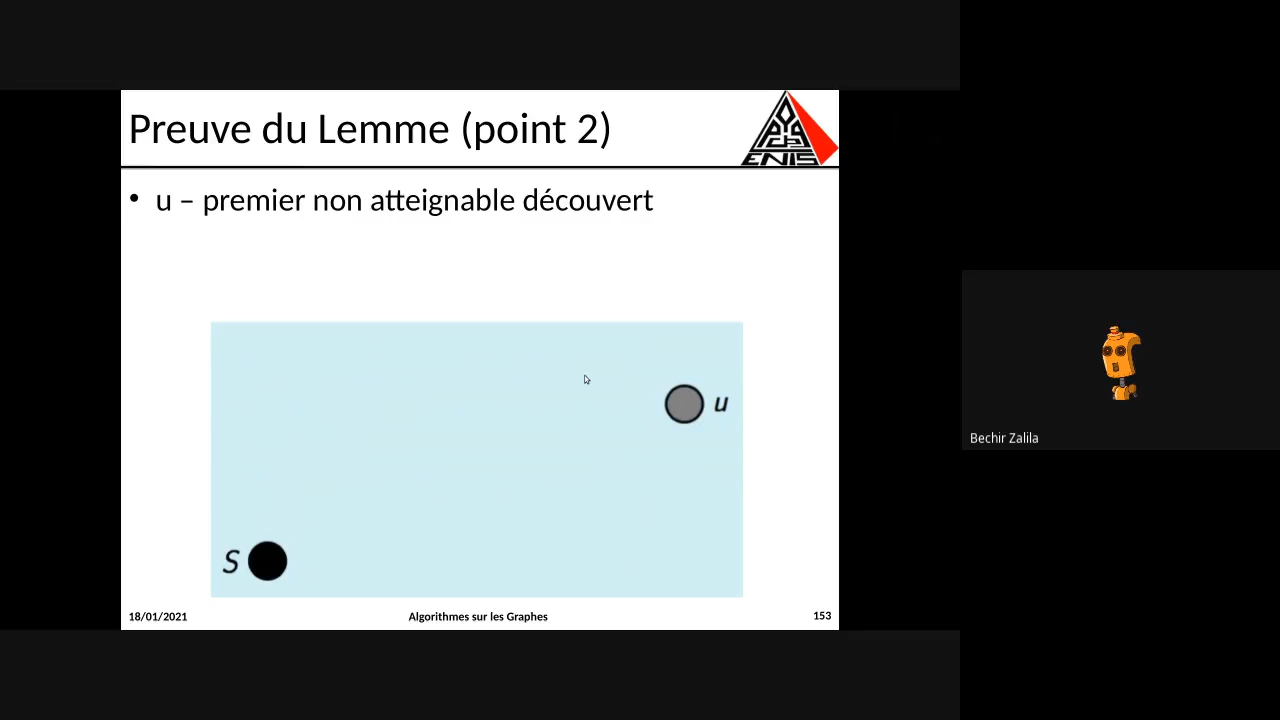 Preuve du Lemme (point 2)
ENIS
• u – premier non atteignable découvert
u
S
Bechir Zalila
18/01/2021
Algorithmes sur les Graphes
153